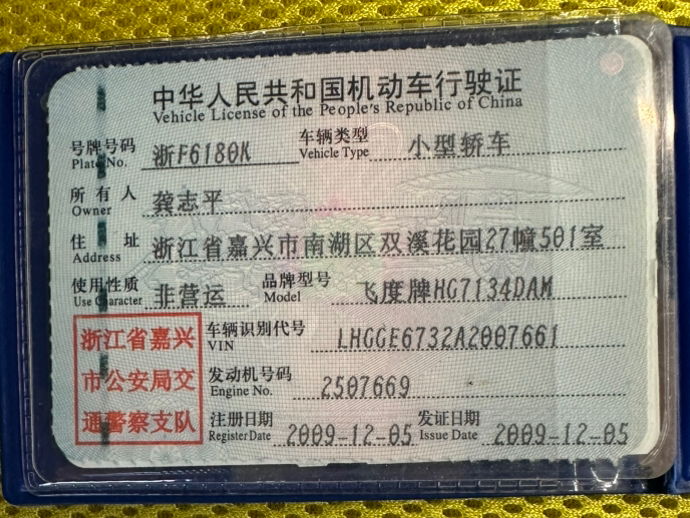 中华人民共和国机动车行驶证
Vehicle License of the People's Republic of China
号牌号码 浙F6180K 车辆类型 小型轿车
Plate No. Vehicle Type
所有人 龚志平
Owner
住址 浙江省嘉兴市南湖区双溪花园27幢501室
Address
使用性质 非营运 品牌型号 飞度牌HG7134DAM
Use Character Model
浙江省嘉兴 车辆识别代号 LHGGE6732A2007661
VIN
市公安局交 发动机号码 2507669
Engine No.
通警察支队 注册日期 2009-12-05 发证日期 2009-12-05
Register Date Issue Date